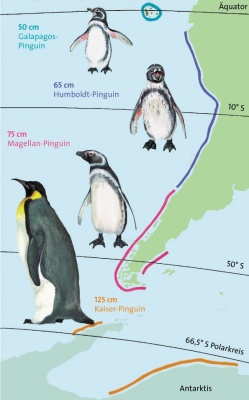 Äquator
50 cm
Galapagos-
Pinguin
65 cm
Humboldt-Pinguin
10° S
75 cm
Magellan-Pinguin
50° S
125 cm
Kaiser-Pinguin
66,5° S Polarkreis
Antarktis